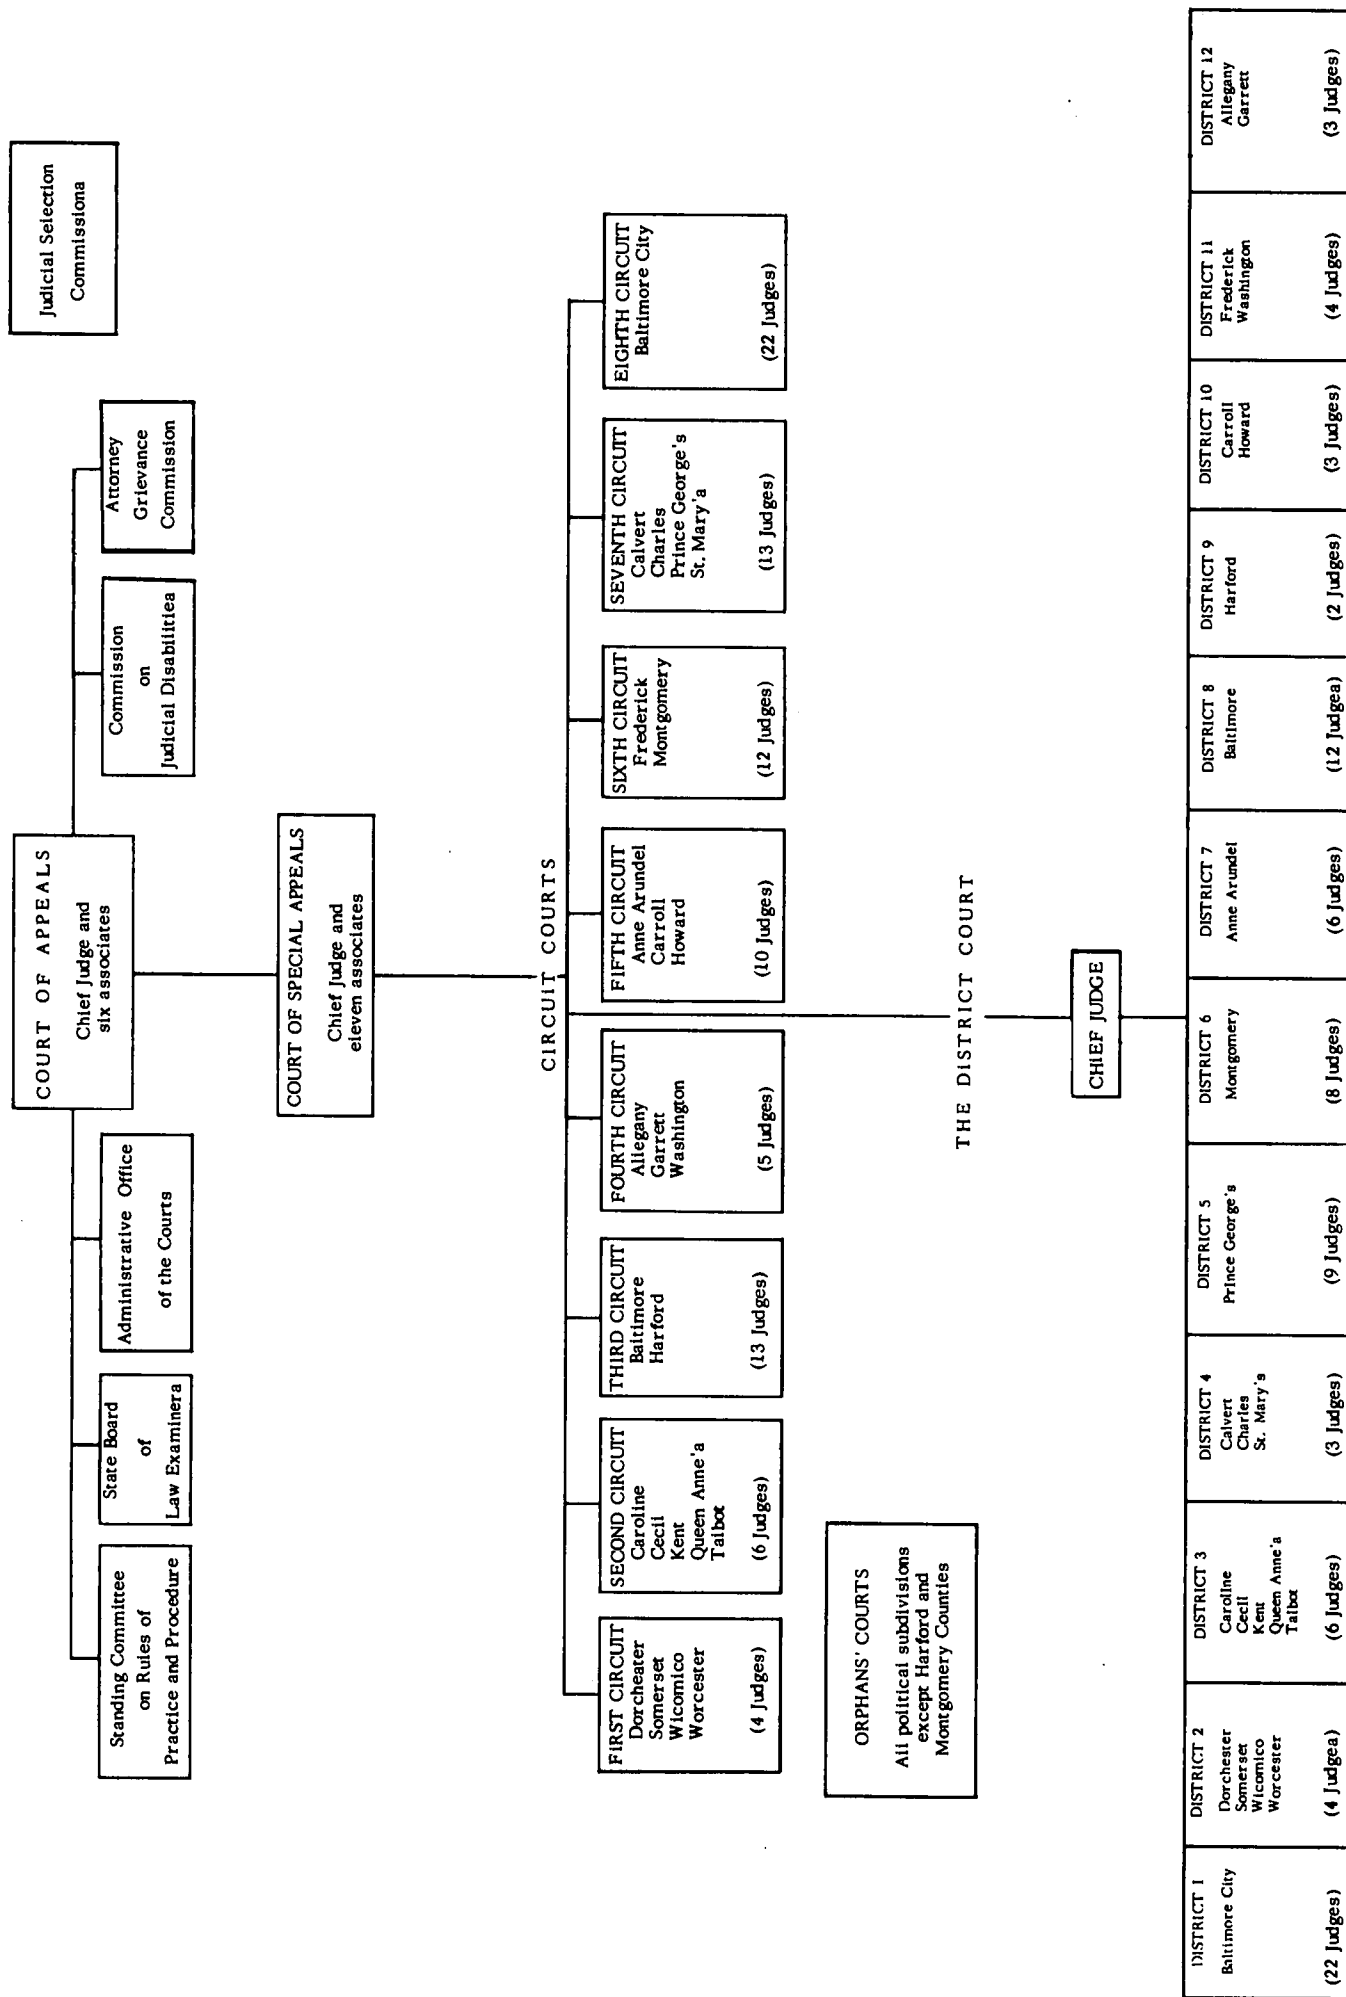 Judicial Selection
Commissiona
COURT OF APPEALS
Chief Judge and
six associates
Standing Committee
on Rules of
Practice and Procedure
State Board
of
Law Examinera
Administrative Office
of the Courts
Commission
on
Judicial Disabilitiea
Attorney
Grievance
Commission
COURT OF SPECIAL APPEALS
Chief Judge and
eleven associates
CIRCUIT COURTS
FIRST CIRCUIT
Dorcheater
Somerset
Wicomico
Worcester
(4 Judges)
SECOND CIRCUIT
Caroline
Cecil
Kent
Queen Anne'a
Talbot
(6 Judges)
THIRD CIRCUIT
Baltimore
Harford
(13 Judges)
FOURTH CIRCUIT
Allegany
Garrett
Washington
(5 Judges)
FIFTH CIRCUIT
Anne Arundel
Carroll
Howard
(10 Judges)
SIXTH CIRCUIT
Frederick
Montgomery
(12 Judges)
SEVENTH CIRCUIT
Calvert
Charles
Prince George's
St. Mary'a
(13 Judges)
EIGHTH CIRCUIT
Baltimore City
(22 Judges)
ORPHANS' COURTS
All political subdivisions
except Harford and
Montgomery Counties
THE DISTRICT COURT
CHIEF JUDGE
DISTRICT 1
Baltimore City
(22 Judges)
DISTRICT 2
Dorchester
Somerset
Wicomico
Worcester
(4 Judgea)
DISTRICT 3
Caroline
Cecil
Kent
Queen Anne'a
Talbot
(6 Judges)
DISTRICT 4
Calvert
Charles
St. Mary's
(3 Judges)
DISTRICT 5
Prince George's
(9 Judges)
DISTRICT 6
Montgomery
(8 Judges)
DISTRICT 7
Anne Arundel
(6 Judges)
DISTRICT 8
Baltimore
(12 Judgea)
DISTRICT 9
Harford
(2 Judges)
DISTRICT 10
Carroll
Howard
(3 Judges)
DISTRICT 11
Frederick
Washington
(4 Judges)
DISTRICT 12
Allegany
Garrett
(3 Judges)